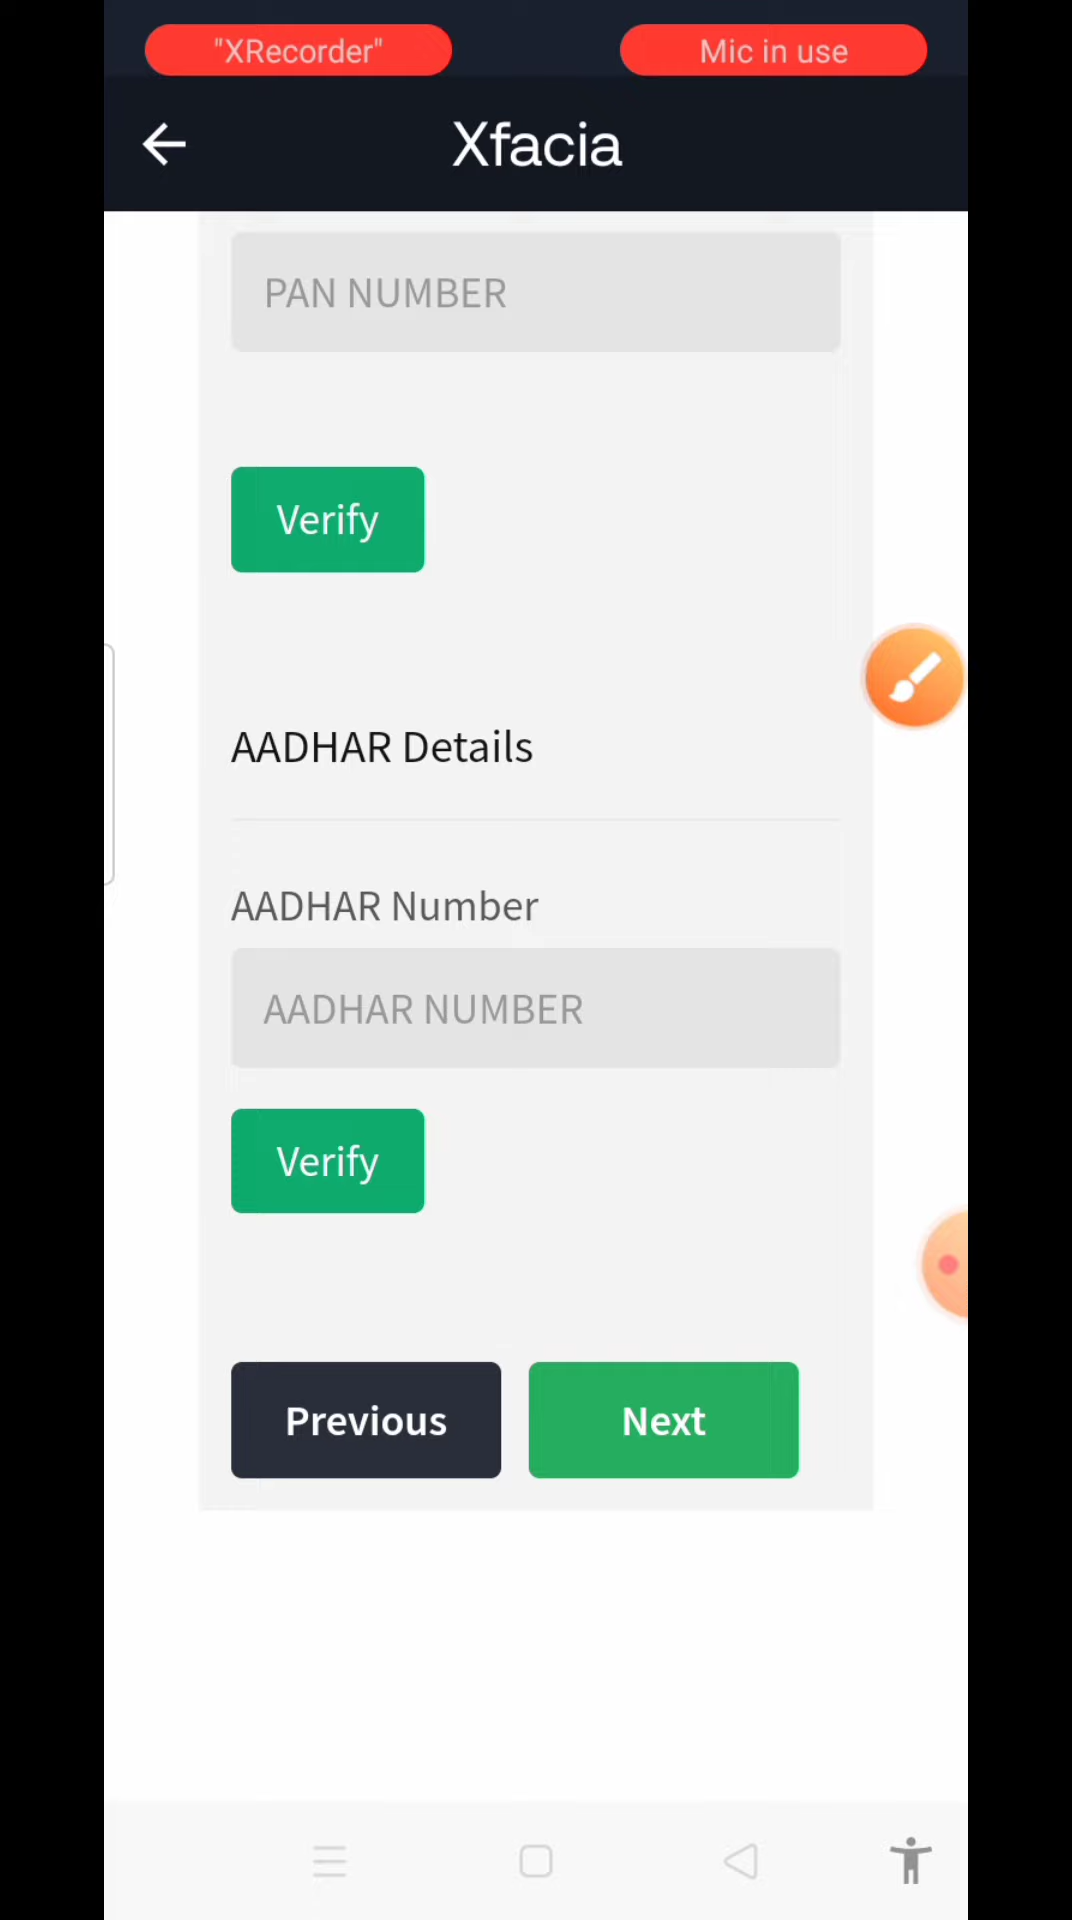 "XRecorder"
Mic in use
Xfacia
PAN NUMBER
Verify
AADHAR Details
AADHAR Number
AADHAR NUMBER
Verify
Previous
Next